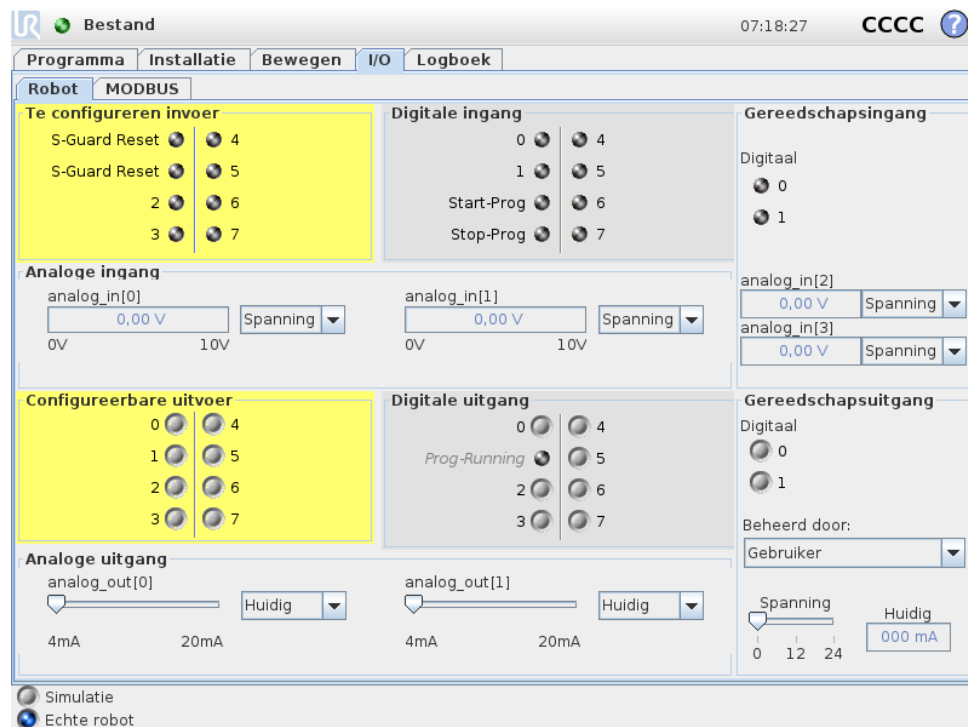 UR Bestand 07:18:27 CCCC ?
Programma Installatie Bewegen I/O Logboek
Robot MODBUS
Te configureren invoer
S-Guard Reset 4
S-Guard Reset 5
2 6
3 7
Digitale ingang
0 4
1 5
Start-Prog 6
Stop-Prog 7
Gereedschapsingang
Digitaal
0
1
analog_in[2]
0,00 V Spanning
analog_in[3]
0,00 V Spanning
Analoge ingang
analog_in[0]
0,00 V Spanning
0V 10V
analog_in[1]
0,00 V Spanning
0V 10V
Configureerbare uitvoer
0 4
1 5
2 6
3 7
Digitale uitgang
0 4
Prog-Running 5
2 6
3 7
Gereedschapsuitgang
Digitaal
0
1
Beheerd door:
Gebruiker
Spanning
0 12 24
Huidig
000 mA
Analoge uitgang
analog_out[0]
Huidig
4mA 20mA
analog_out[1]
Huidig
4mA 20mA
Simulatie
Echte robot